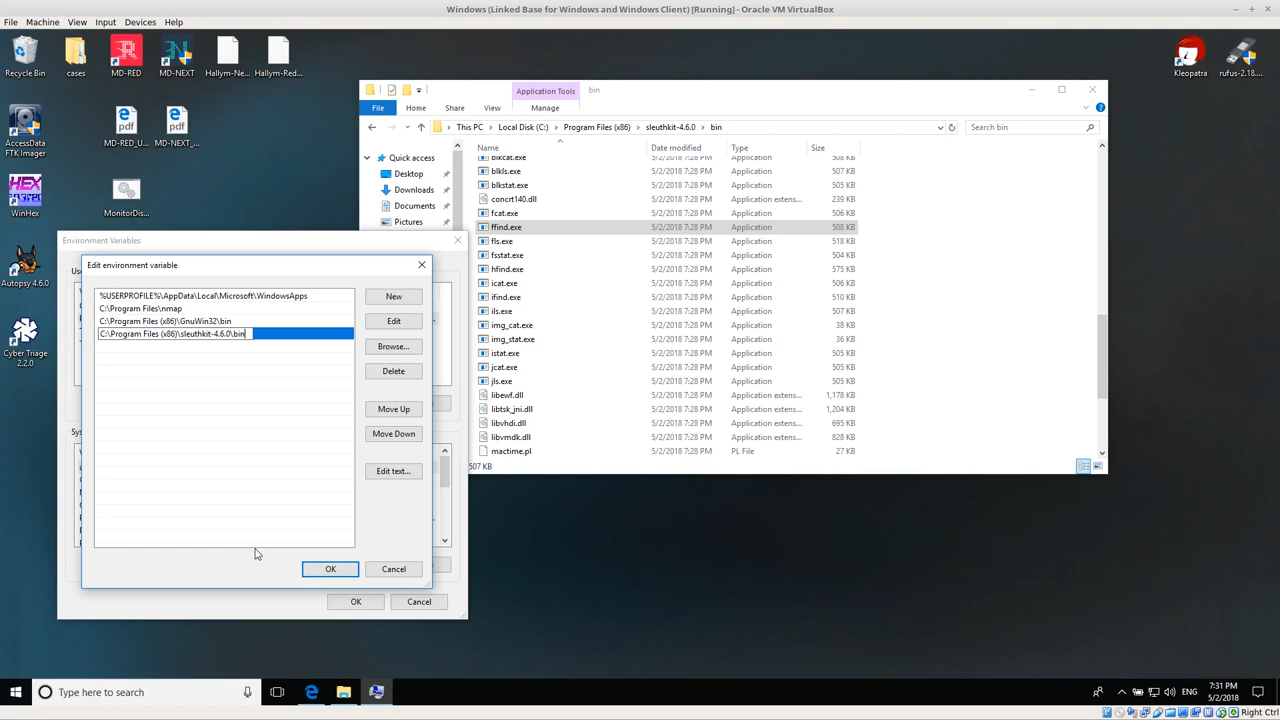 Windows (Linked Base for Windows and Windows Client) [Running] - Oracle VM VirtualBox
File Machine View Input Devices Help
Recycle Bin
cases
MD-RED
MD-NEXT
Hallym-Ne...
Hallym-Red...
Kleopatra
rufus-2.18....
AccessData FTK Imager
MD-RED_U...
MD-NEXT_...
WinHex
MonitorDis...
Autopsy 4.6.0
Cyber Triage 2.2.0
Application Tools
bin
File Home Share View Manage
This PC Local Disk (C:) Program Files (x86) sleuthkit-4.6.0 bin
Search bin
Quick access
Desktop
Downloads
Documents
Pictures
Name Date modified Type Size
blkcat.exe 5/2/2018 7:28 PM Application 508 KB
blkls.exe 5/2/2018 7:28 PM Application 507 KB
blkstat.exe 5/2/2018 7:28 PM Application 505 KB
concrt140.dll 5/2/2018 7:28 PM Application extens... 239 KB
fcat.exe 5/2/2018 7:28 PM Application 506 KB
ffind.exe 5/2/2018 7:28 PM Application 508 KB
fls.exe 5/2/2018 7:28 PM Application 507 KB
fsstat.exe 5/2/2018 7:28 PM Application 504 KB
hfind.exe 5/2/2018 7:28 PM Application 106 KB
icat.exe 5/2/2018 7:28 PM Application 507 KB
ifind.exe 5/2/2018 7:28 PM Application 509 KB
ils.exe 5/2/2018 7:28 PM Application 507 KB
img_cat.exe 5/2/2018 7:28 PM Application 38 KB
img_stat.exe 5/2/2018 7:28 PM Application 36 KB
istat.exe 5/2/2018 7:28 PM Application 505 KB
jcat.exe 5/2/2018 7:28 PM Application 505 KB
jls.exe 5/2/2018 7:28 PM Application 505 KB
libewf.dll 5/2/2018 7:28 PM Application extens... 1,178 KB
libtsk_jni.dll 5/2/2018 7:28 PM Application extens... 1,204 KB
libvhdi.dll 5/2/2018 7:28 PM Application extens... 695 KB
libvmdk.dll 5/2/2018 7:28 PM Application extens... 828 KB
mactime.pl 5/2/2018 7:28 PM PL File 27 KB
507 KB
Environment Variables
Edit environment variable
%USERPROFILE%\AppData\Local\Microsoft\WindowsApps
C:\Program Files\nmap
C:\Program Files (x86)\GnuWin32\bin
C:\Program Files (x86)\sleuthkit-4.6.0\bin
New
Edit
Browse...
Delete
Move Up
Move Down
Edit text...
OK Cancel
OK Cancel
Type here to search
ENG
7:31 PM
5/2/2018
Right Ctrl